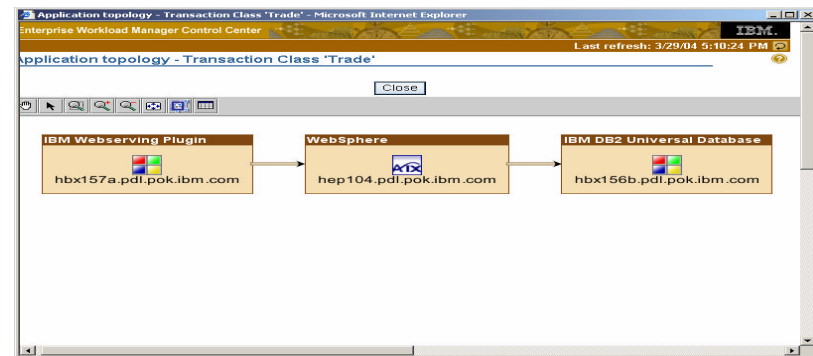 Application topology - Transaction Class 'Trade' - Microsoft Internet Explorer
Enterprise Workload Manager Control Center
IBM.
Last refresh: 3/29/04 5:10:24 PM
Application topology - Transaction Class 'Trade'
Close
IBM Webserving Plugin
WebSphere
IBM DB2 Universal Database
AIX
hbx157a.pdl.pok.ibm.com
hep104.pdl.pok.ibm.com
hbx156b.pdl.pok.ibm.com